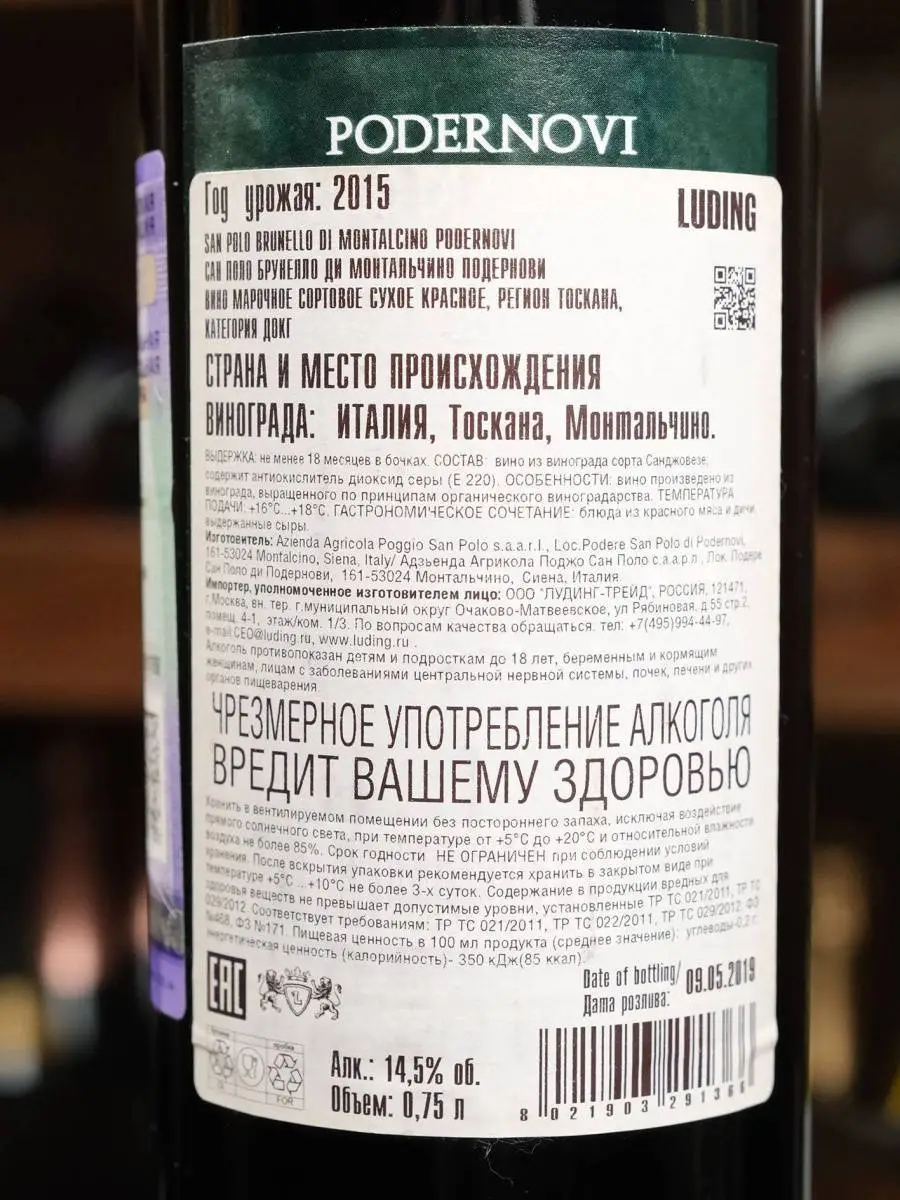 PODERNOVI
Год урожая: 2015
LUDING
SAN POLO BRUNELLO DI MONTALCINO PODERNOVI
САН ПОЛО БРУНЕЛЛО ДИ МОНТАЛЬЧИНО ПОДЕРНОВИ
ВИНО МАРОЧНОЕ СОРТОВОЕ СУХОЕ КРАСНОЕ, РЕГИОН ТОСКАНА,
КАТЕГОРИЯ ДОКГ
СТРАНА И МЕСТО ПРОИСХОЖДЕНИЯ
ВИНОГРАДА: ИТАЛИЯ, Тоскана, Монтальчино.
ВЫДЕРЖКА: не менее 18 месяцев в бочках. СОСТАВ: вино из винограда сорта Санджовезе,
содержит антиокислитель диоксид серы (Е 220). ОСОБЕННОСТИ: вино произведено из
винограда, выращенного по принципам органического виноградарства. ТЕМПЕРАТУРА
ПОДАЧИ: +16°С...+18°С. ГАСТРОНОМИЧЕСКОЕ СОЧЕТАНИЕ: блюда из красного мяса и дичи,
выдержанные сыры.
Изготовитель: Azienda Agricola Poggio San Polo s.a.a.r.l., Loc.Podere San Polo di Podernovi,
161-53024 Montalcino, Siena, Italy/ Адзьенда Агрикола Поджо Сан Поло с.а.а.р.л., Лок. Подере
Сан Поло ди Подернови, 161-53024 Монтальчино, Сиена, Италия.
Импортер, уполномоченное изготовителем лицо: ООО "ЛУДИНГ-ТРЕЙД", РОССИЯ, 121471,
г.Москва, вн. тер. г.муниципальный округ Очаково-Матвеевское, ул Рябиновая, д 55 стр.2,
помещ. 4-1, этаж/ком. 1/3. По вопросам качества обращаться: тел: +7(495)994-44-97,
e-mail:CEO@luding.ru, www.luding.ru .
Алкоголь противопоказан детям и подросткам до 18 лет, беременным и кормящим
женщинам, лицам с заболеваниями центральной нервной системы, почек, печени и других
органов пищеварения.
ЧРЕЗМЕРНОЕ УПОТРЕБЛЕНИЕ АЛКОГОЛЯ
ВРЕДИТ ВАШЕМУ ЗДОРОВЬЮ
Хранить в вентилируемом помещении без постороннего запаха, исключая воздействие
прямого солнечного света, при температуре от +5°С до +20°С и относительной влажности
воздуха не более 85%. Срок годности НЕ ОГРАНИЧЕН при соблюдении условий
хранения. После вскрытия упаковки рекомендуется хранить в закрытом виде при
температуре +5°С ... +10°С не более 3-х суток. Содержание в продукции вредных для
здоровья веществ не превышает допустимые уровни, установленные ТР ТС 021/2011, ТР ТС
029/2012. Соответствует требованиям: ТР ТС 021/2011, ТР ТС 022/2011, ТР ТС 029/2012, ФЗ
№468, ФЗ №171. Пищевая ценность в 100 мл продукта (среднее значение): углеводы-0,2 г,
энергетическая ценность (калорийность)- 350 кДж(85 ккал).
EAC
Date of bottling/
Дата розлива: 09.05.2019
пробка
FOR
Алк.: 14,5% об.
Объем: 0,75 л
8 021903 291366